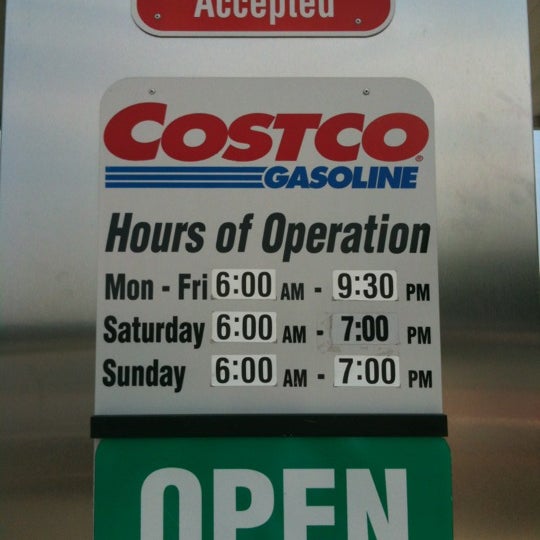 Accepted
COSTCO
GASOLINE
Hours of Operation
Mon - Fri 6:00 AM - 9:30 PM
Saturday 6:00 AM - 7:00 PM
Sunday 6:00 AM - 7:00 PM
OPEN